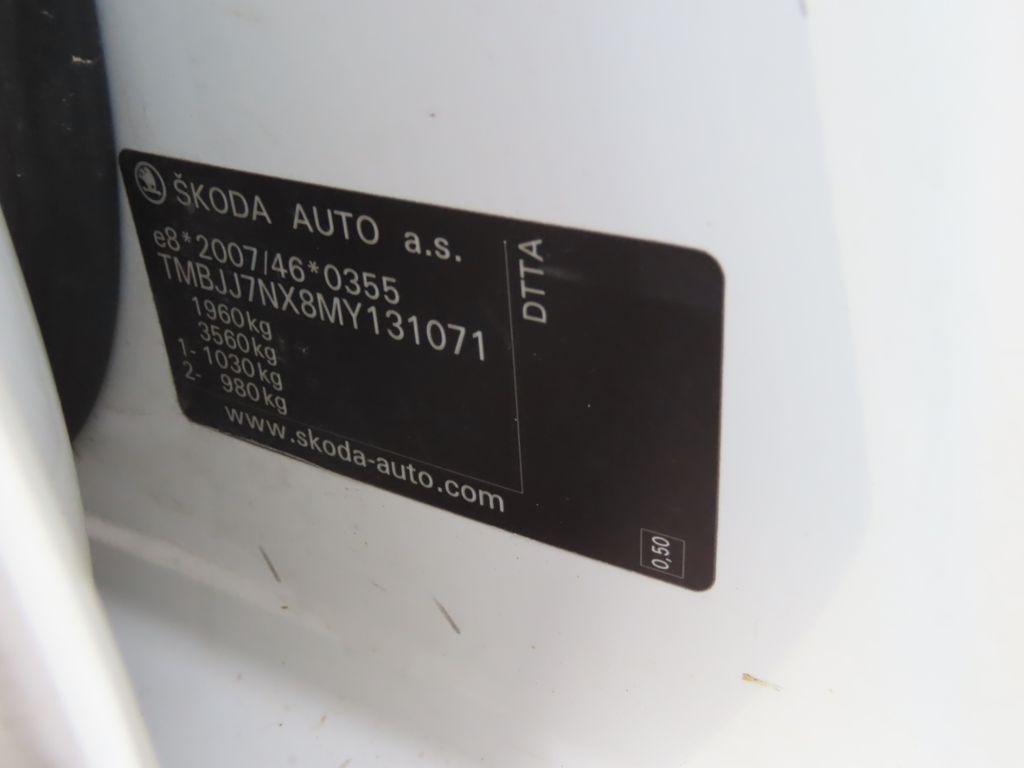 ŠKODA AUTO a.s.
e8*2007/46*0355
TMBJJ7NX8MY131071
1960kg
3560kg
1- 1030kg
2- 980kg
www.skoda-auto.com
DTTA
0,50